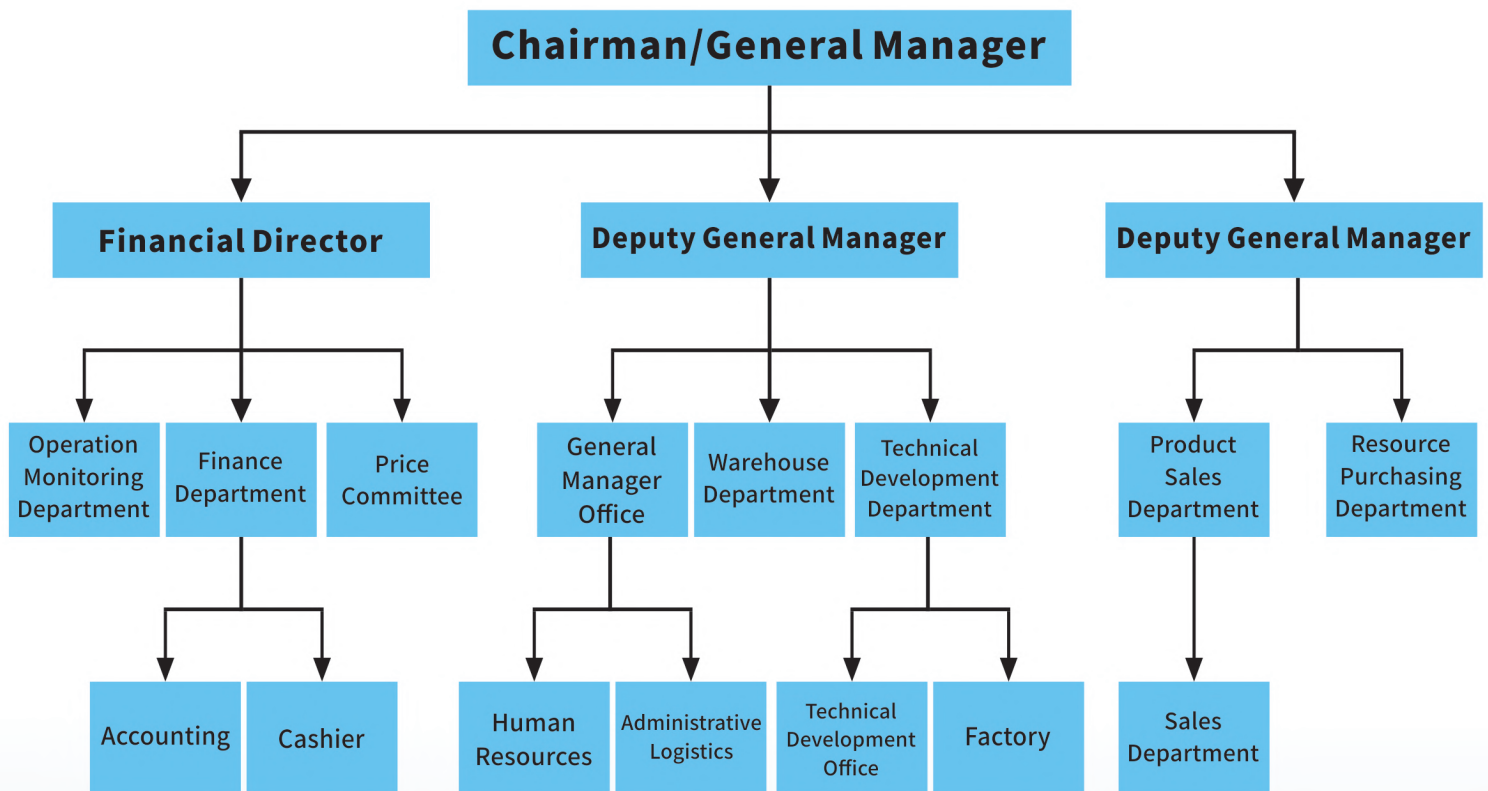 Chairman/General Manager
Financial Director
Deputy General Manager
Deputy General Manager
Operation
Monitoring
Department
Finance
Department
Price
Committee
General
Manager
Office
Warehouse
Department
Technical
Development
Department
Product
Sales
Department
Resource
Purchasing
Department
Accounting
Cashier
Human
Resources
Administrative
Logistics
Technical
Development
Office
Factory
Sales
Department